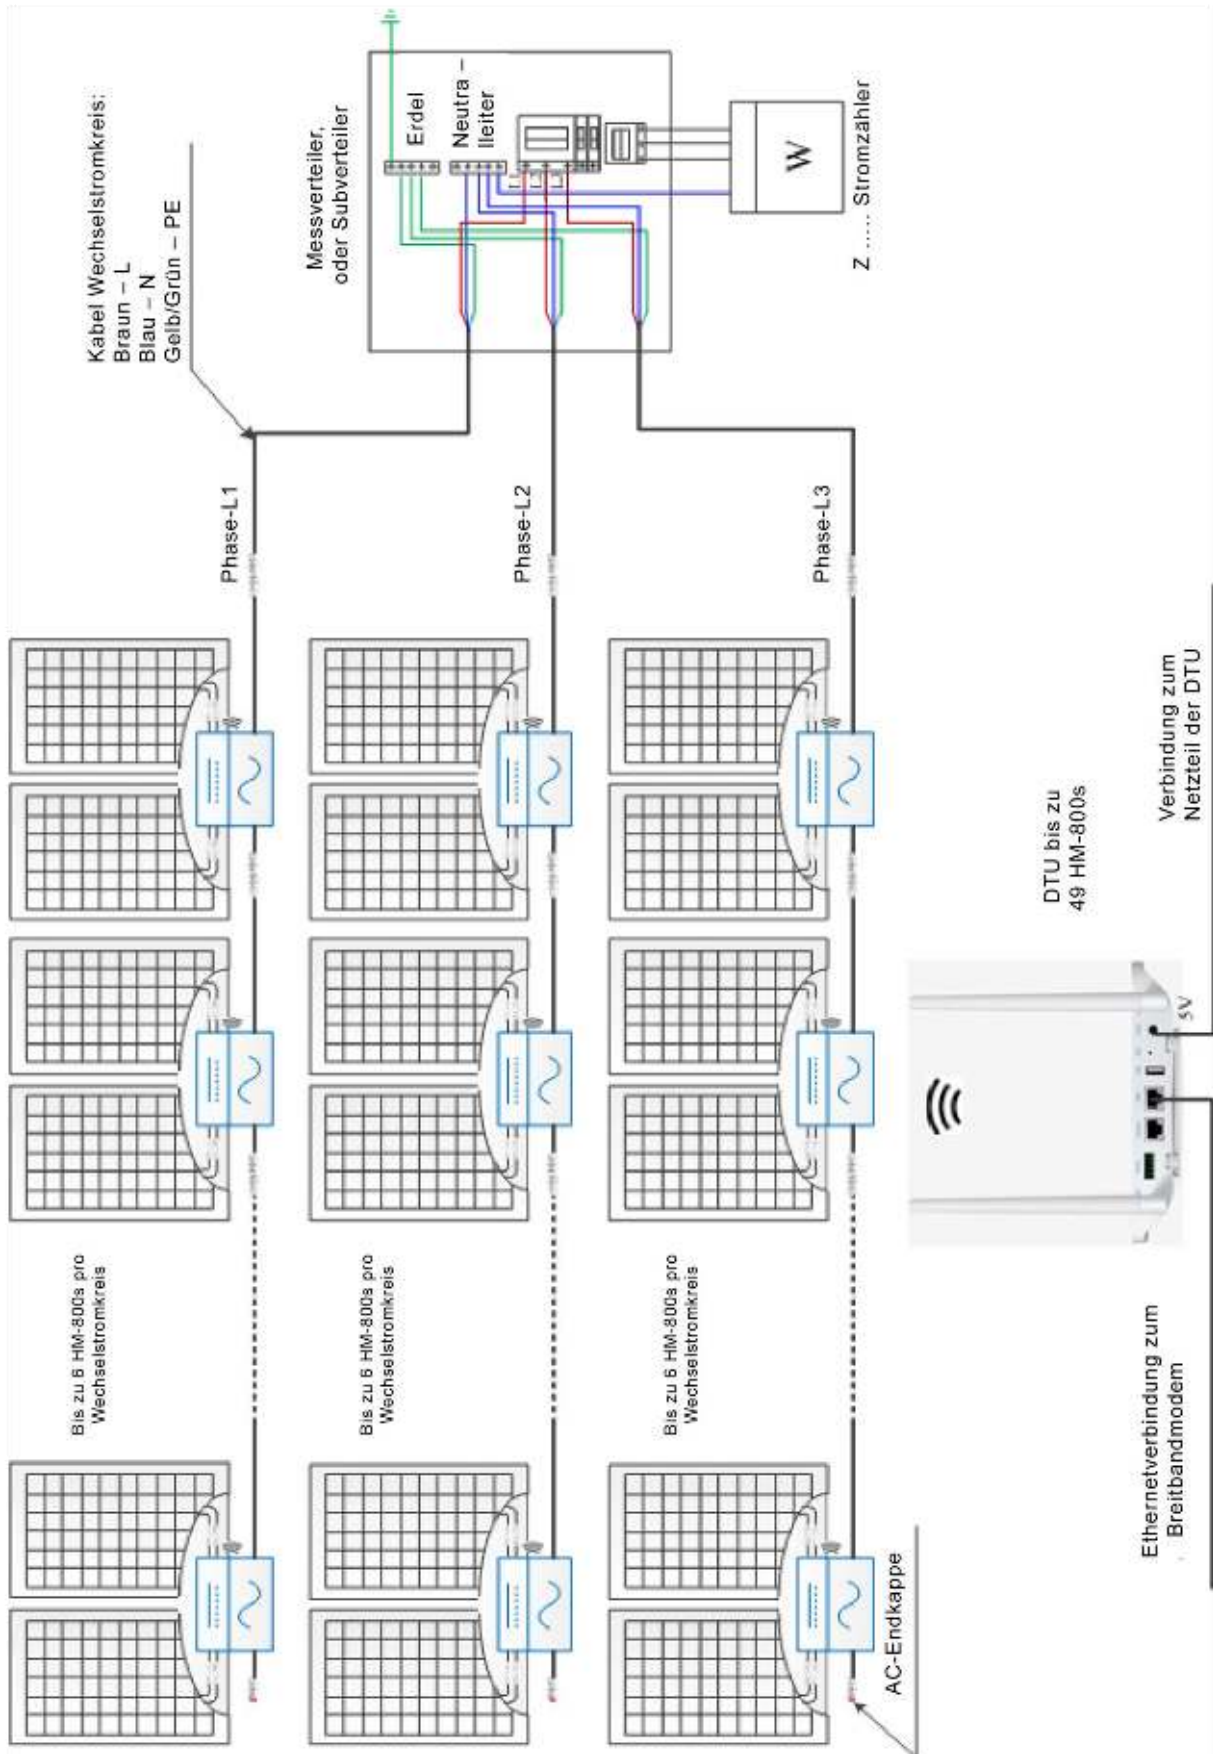 Kabel Wechselstromkreis:
Braun – L
Blau – N
Gelb/Grün – PE
Messverteiler,
oder Subverteiler
Erdel
Neutra –
lleiter
L1
L2
L3
W
Z ..... Stromzähler
Phase-L1
Phase-L2
Phase-L3
Bis zu 6 HM-800s pro
Wechselstromkreis
Bis zu 6 HM-800s pro
Wechselstromkreis
Bis zu 6 HM-800s pro
Wechselstromkreis
AC-Endkappe
DTU bis zu
49 HM-800s
Verbindung zum
Netzteil der DTU
5V
Ethernetverbindung zum
. Breitbandmodem